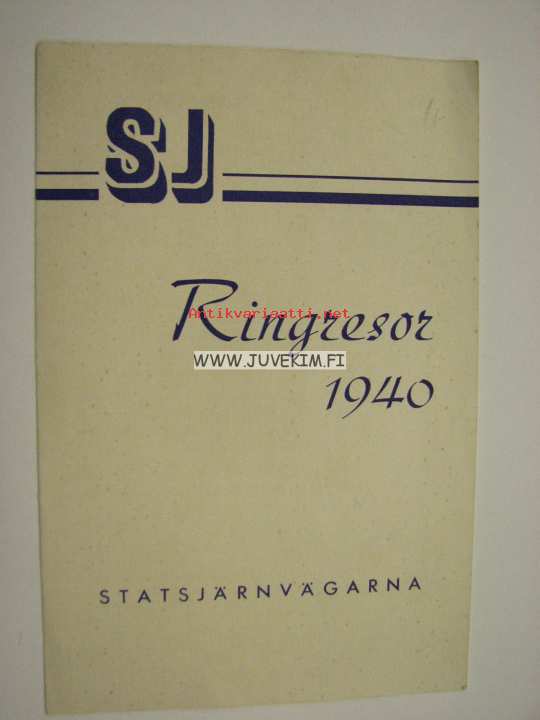 SJ
Ringresor
Antikvariaatti.net
WWW.JUVEKIM.FI
1940
STATSJÄRNVÄGARNA